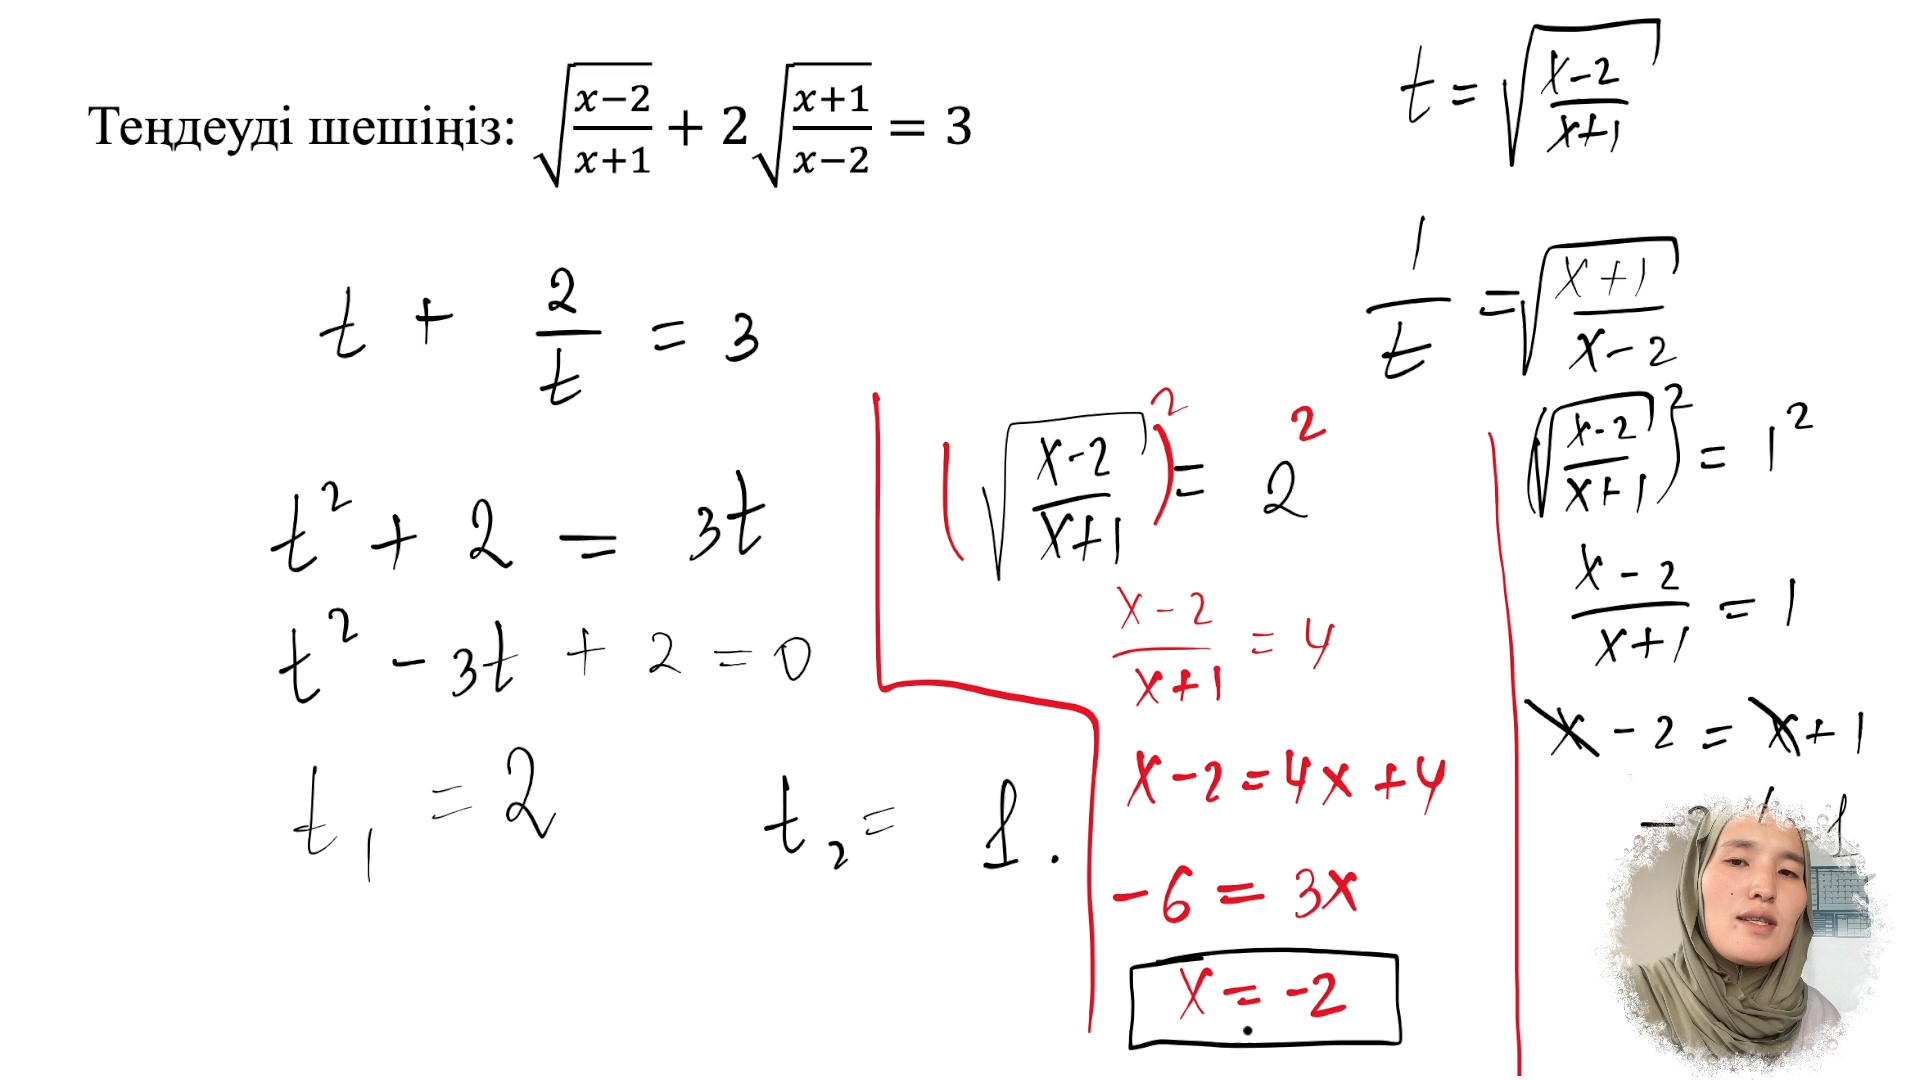 Теңдеуді шешіңіз: √((x−2)/(x+1)) + 2√((x+1)/(x−2)) = 3
t = √((x-2)/(x+1))
1/t = √((x+1)/(x-2))
t + 2/t = 3
t² + 2 = 3t
t² - 3t + 2 = 0
t₁ = 2
t₂ = 1.
(√((x-2)/(x+1)))² = 2²
(x-2)/(x+1) = 4
x-2=4x+4
-6 = 3x
x = -2
(√((x-2)/(x+1)))² = 1²
(x-2)/(x+1) = 1
x - 2 = x + 1